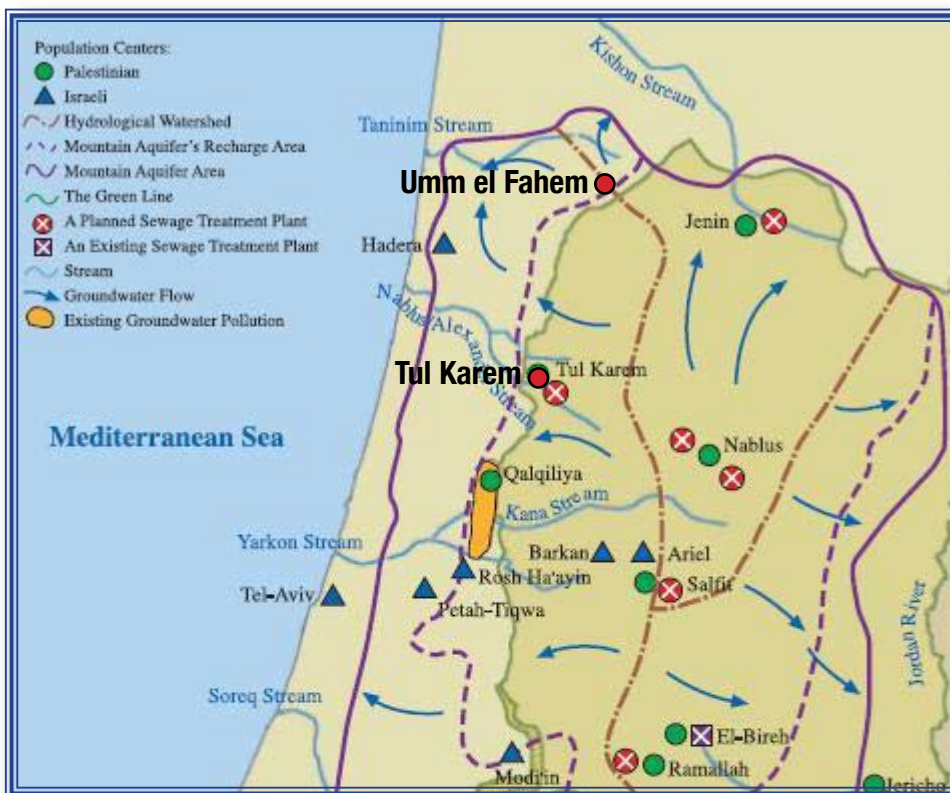 Population Centers:
Palestinian
Israeli
Hydrological Watershed
Mountain Aquifer's Recharge Area
Mountain Aquifer Area
The Green Line
A Planned Sewage Treatment Plant
An Existing Sewage Treatment Plant
Stream
Groundwater Flow
Existing Groundwater Pollution
Kishon Stream
Taninim Stream
Umm el Fahem
Jenin
Hadera
Nablus/Alexander Stream
Tul Karem
Tul Karem
Mediterranean Sea
Nablus
Qalqiliya
Kana Stream
Yarkon Stream
Barkan
Ariel
Rosh Ha'ayin
Salfit
Tel-Aviv
Petah-Tiqwa
Jordan River
Soreq Stream
El-Bireh
Modi'in
Ramallah
Jericho